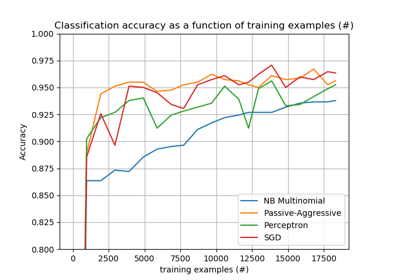 Classification accuracy as a function of training examples (#)
1.000
0.975
0.950
0.925
0.900
0.875
0.850
0.825
0.800
Accuracy
NB Multinomial
Passive-Aggressive
Perceptron
SGD
0 2500 5000 7500 10000 12500 15000 17500
training examples (#)